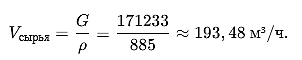 V_сырья = G/ρ = 171233/885 ≈ 193,48 м³/ч.